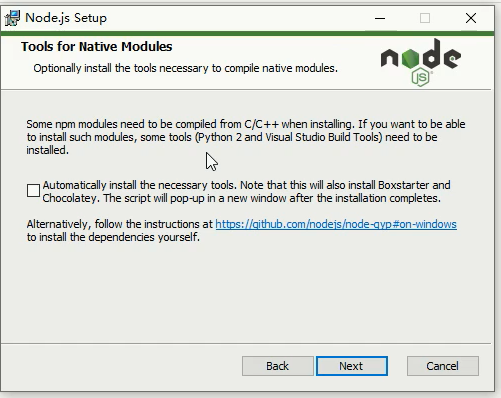 Node.js Setup
Tools for Native Modules
Optionally install the tools necessary to compile native modules.
node
JS
Some npm modules need to be compiled from C/C++ when installing. If you want to be able
to install such modules, some tools (Python 2 and Visual Studio Build Tools) need to be
installed.
Automatically install the necessary tools. Note that this will also install Boxstarter and
Chocolatey. The script will pop-up in a new window after the installation completes.
Alternatively, follow the instructions at https://github.com/nodejs/node-gyp#on-windows
to install the dependencies yourself.
Back Next Cancel